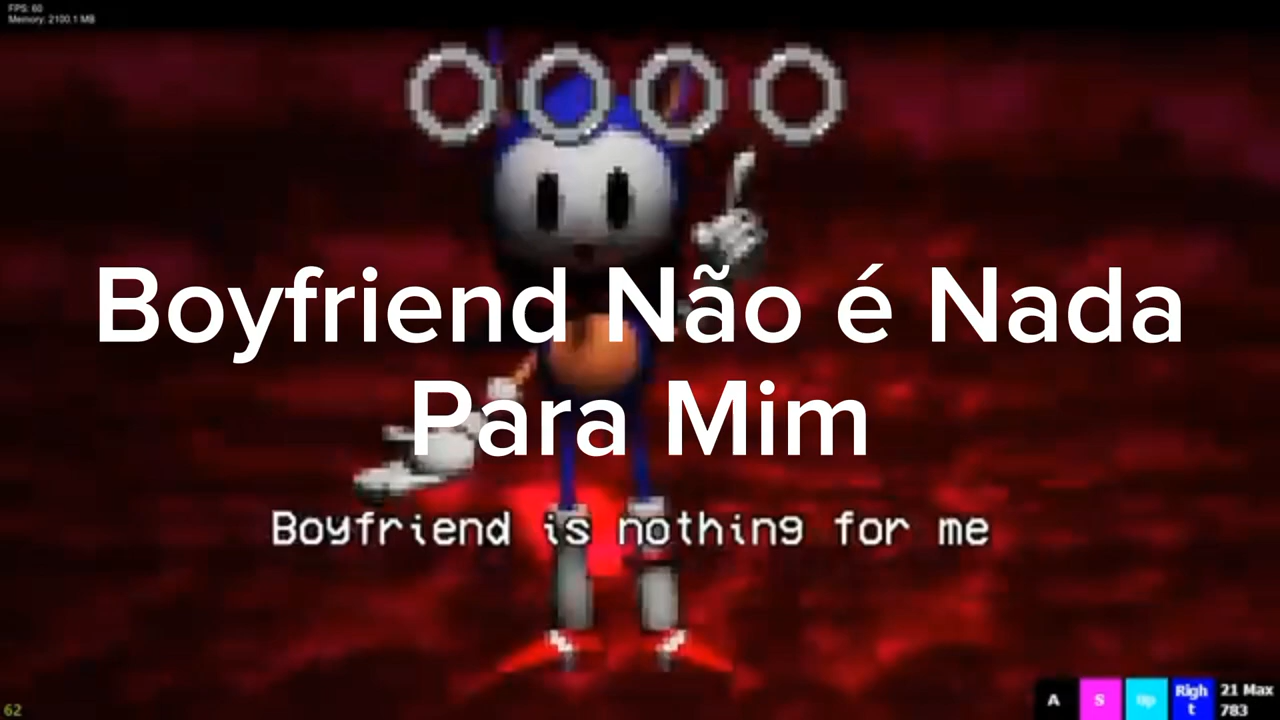 FPS: 60
Memory: 2100.1 MB
Boyfriend Não é Nada
Para Mim
Boyfriend is nothing for me
A
S
up
Righ
t
21 Max
783
62